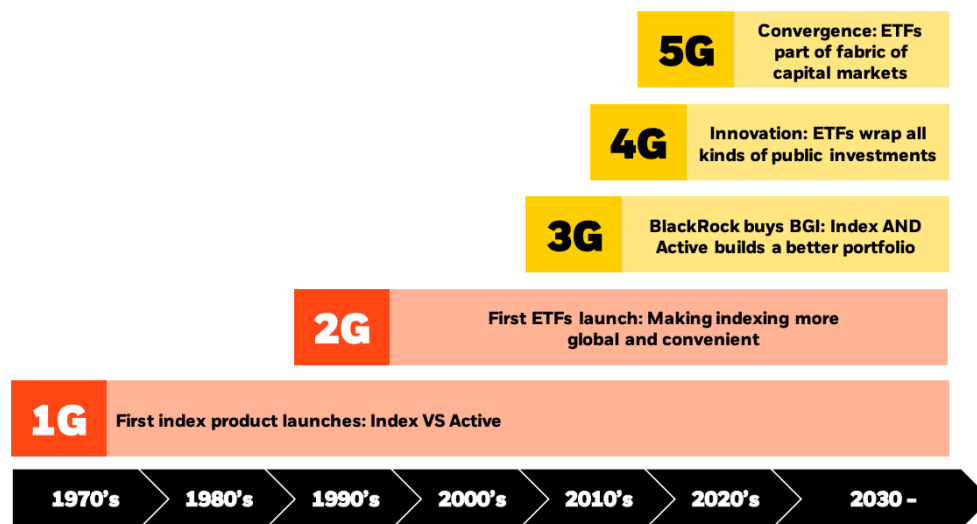 5G
Convergence: ETFs
part of fabric of
capital markets
4G
Innovation: ETFs wrap all
kinds of public investments
3G
BlackRock buys BGI: Index AND
Active builds a better portfolio
2G
First ETFs launch: Making indexing more
global and convenient
1G
First index product launches: Index VS Active
1970's
1980's
1990's
2000's
2010's
2020's
2030 –